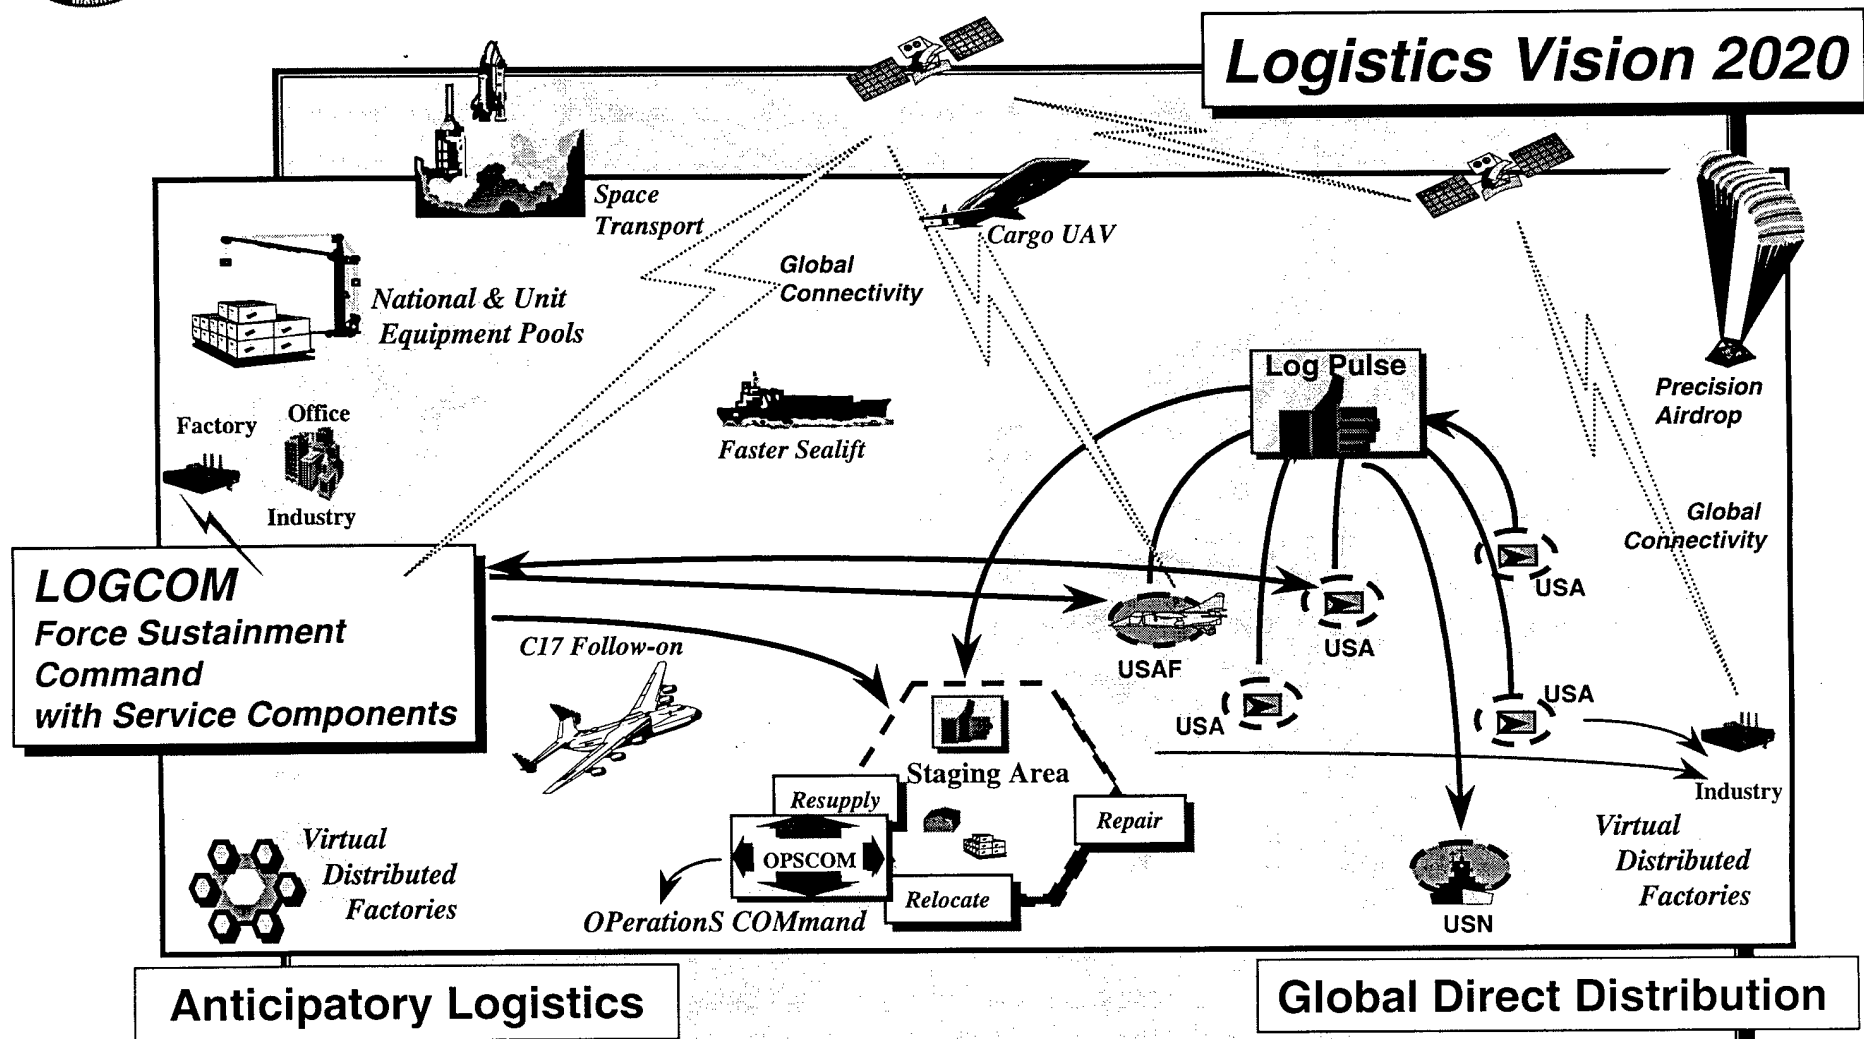 Logistics Vision 2020
Space
Transport
Cargo UAV
Global
Connectivity
National & Unit
Equipment Pools
Log Pulse
Precision
Airdrop
Factory
Office
Industry
Faster Sealift
Global
Connectivity
LOGCOM
Force Sustainment
Command
with Service Components
C17 Follow-on
USAF
USA
USA
USA
USA
Staging Area
Resupply
Repair
OPSCOM
Relocate
OPerationS COMmand
Industry
Virtual
Distributed
Factories
Virtual
Distributed
Factories
USN
Anticipatory Logistics
Global Direct Distribution